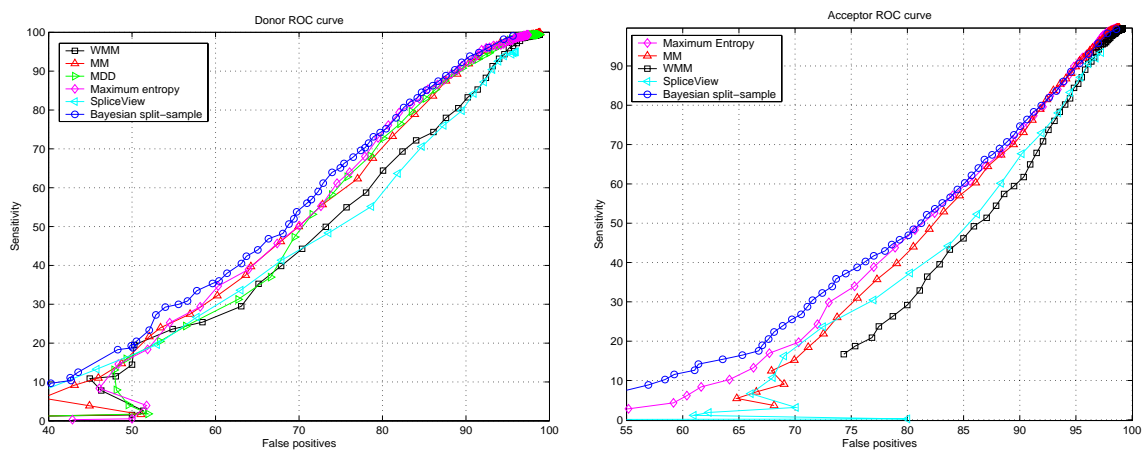 Donor ROC curve
100
90
80
70
60
50
40
30
20
10
0
Sensitivity
WMM
MM
MDD
Maximum entropy
SpliceView
Bayesian split-sample
40 50 60 70 80 90 100
False positives
Acceptor ROC curve
100
90
80
70
60
50
40
30
20
10
0
Sensitivity
Maximum Entropy
MM
WMM
SpliceView
Bayesian split-sample
55 60 65 70 75 80 85 90 95 100
False positives